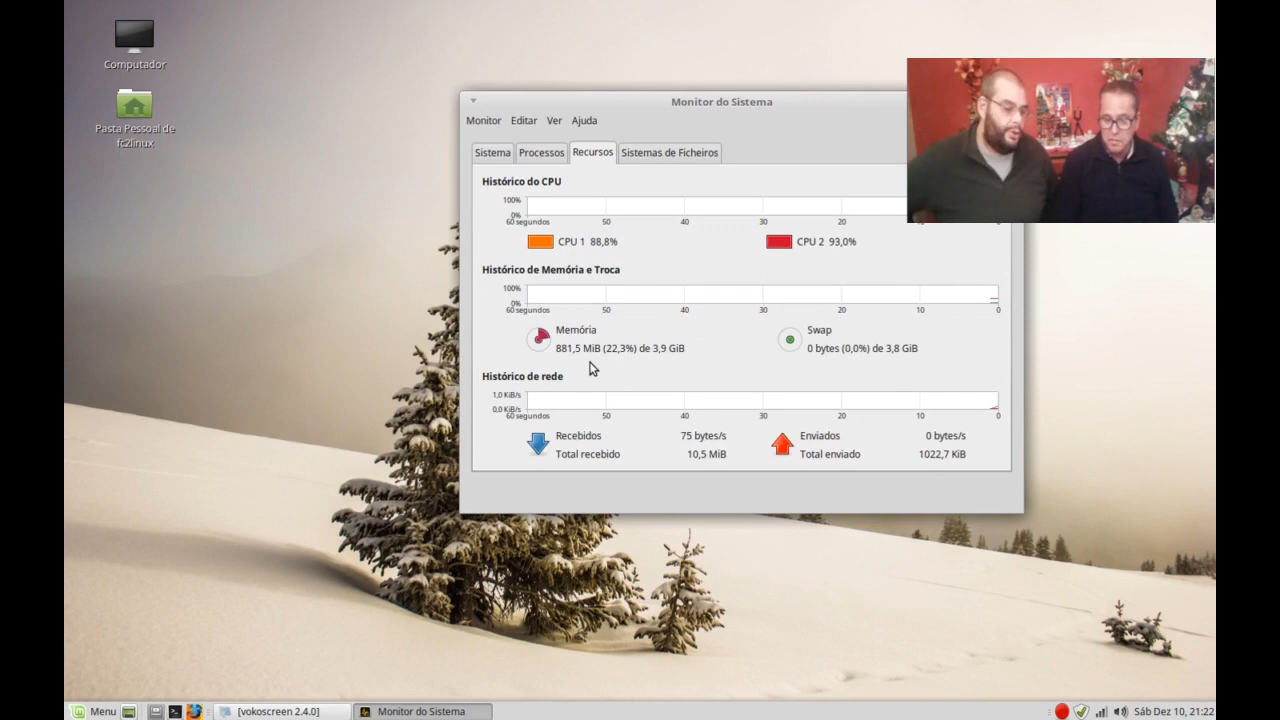 Computador
Pasta Pessoal de
fc2linux
Monitor do Sistema
Monitor Editar Ver Ajuda
Sistema Processos Recursos Sistemas de Ficheiros
Histórico do CPU
100%
0%
60 segundos 50 40 30 20 10 0
CPU 1 88,8% CPU 2 93,0%
Histórico de Memória e Troca
100%
0%
60 segundos 50 40 30 20 10 0
Memória
881,5 MiB (22,3%) de 3,9 GiB
Swap
0 bytes (0,0%) de 3,8 GiB
Histórico de rede
1,0 KiB/s
0,0 KiB/s
60 segundos 50 40 30 20 10 0
Recebidos 75 bytes/s
Total recebido 10,5 MiB
Enviados 0 bytes/s
Total enviado 1022,7 KiB
Menu [vokoscreen 2.4.0] Monitor do Sistema Sáb Dez 10, 21:22